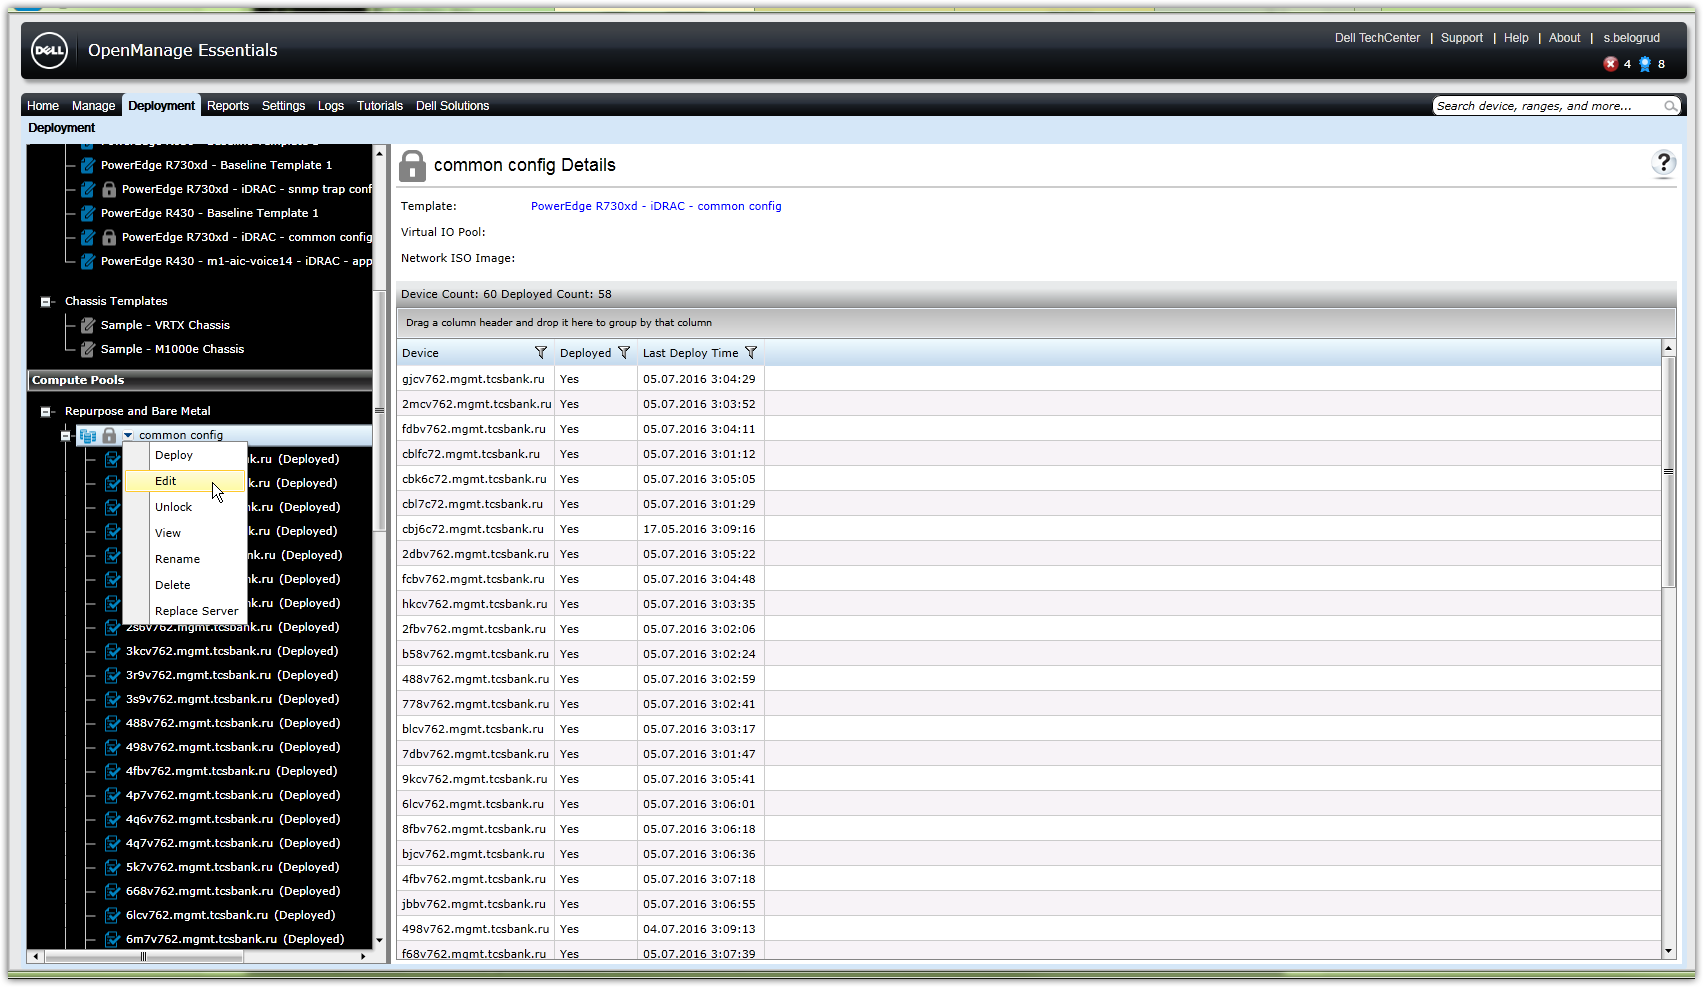 DELL
OpenManage Essentials
Dell TechCenter | Support | Help | About | s.belogrud
4 8
Home Manage Deployment Reports Settings Logs Tutorials Dell Solutions
Search device, ranges, and more...
Deployment
PowerEdge R730xd - Baseline Template 1
PowerEdge R730xd - iDRAC - snmp trap conf
PowerEdge R430 - Baseline Template 1
PowerEdge R730xd - iDRAC - common config
PowerEdge R430 - m1-aic-voice14 - iDRAC - app
Chassis Templates
Sample - VRTX Chassis
Sample - M1000e Chassis
Compute Pools
Repurpose and Bare Metal
common config
Deploy
Edit
Unlock
View
Rename
Delete
Replace Server
k.ru (Deployed)
k.ru (Deployed)
k.ru (Deployed)
k.ru (Deployed)
nk.ru (Deployed)
k.ru (Deployed)
k.ru (Deployed)
2s6v762.mgmt.tcsbank.ru (Deployed)
3kcv762.mgmt.tcsbank.ru (Deployed)
3r9v762.mgmt.tcsbank.ru (Deployed)
3s9v762.mgmt.tcsbank.ru (Deployed)
488v762.mgmt.tcsbank.ru (Deployed)
498v762.mgmt.tcsbank.ru (Deployed)
4fbv762.mgmt.tcsbank.ru (Deployed)
4p7v762.mgmt.tcsbank.ru (Deployed)
4q6v762.mgmt.tcsbank.ru (Deployed)
4q7v762.mgmt.tcsbank.ru (Deployed)
5k7v762.mgmt.tcsbank.ru (Deployed)
668v762.mgmt.tcsbank.ru (Deployed)
6lcv762.mgmt.tcsbank.ru (Deployed)
6m7v762.mgmt.tcsbank.ru (Deployed)
common config Details
?
Template: PowerEdge R730xd - iDRAC - common config
Virtual IO Pool:
Network ISO Image:
Device Count: 60 Deployed Count: 58
Drag a column header and drop it here to group by that column
Device Deployed Last Deploy Time
gjcv762.mgmt.tcsbank.ru Yes 05.07.2016 3:04:29
2mcv762.mgmt.tcsbank.ru Yes 05.07.2016 3:03:52
fdbv762.mgmt.tcsbank.ru Yes 05.07.2016 3:04:11
cblfc72.mgmt.tcsbank.ru Yes 05.07.2016 3:01:12
cbk6c72.mgmt.tcsbank.ru Yes 05.07.2016 3:05:05
cbl7c72.mgmt.tcsbank.ru Yes 05.07.2016 3:01:29
cbj6c72.mgmt.tcsbank.ru Yes 17.05.2016 3:09:16
2dbv762.mgmt.tcsbank.ru Yes 05.07.2016 3:05:22
fcbv762.mgmt.tcsbank.ru Yes 05.07.2016 3:04:48
hkcv762.mgmt.tcsbank.ru Yes 05.07.2016 3:03:35
2fbv762.mgmt.tcsbank.ru Yes 05.07.2016 3:02:06
b58v762.mgmt.tcsbank.ru Yes 05.07.2016 3:02:24
488v762.mgmt.tcsbank.ru Yes 05.07.2016 3:02:59
778v762.mgmt.tcsbank.ru Yes 05.07.2016 3:02:41
blcv762.mgmt.tcsbank.ru Yes 05.07.2016 3:03:17
7dbv762.mgmt.tcsbank.ru Yes 05.07.2016 3:01:47
9kcv762.mgmt.tcsbank.ru Yes 05.07.2016 3:05:41
6lcv762.mgmt.tcsbank.ru Yes 05.07.2016 3:06:01
8fbv762.mgmt.tcsbank.ru Yes 05.07.2016 3:06:18
bjcv762.mgmt.tcsbank.ru Yes 05.07.2016 3:06:36
4fbv762.mgmt.tcsbank.ru Yes 05.07.2016 3:07:18
jbbv762.mgmt.tcsbank.ru Yes 05.07.2016 3:06:55
498v762.mgmt.tcsbank.ru Yes 04.07.2016 3:09:13
f68v762.mgmt.tcsbank.ru Yes 05.07.2016 3:07:39